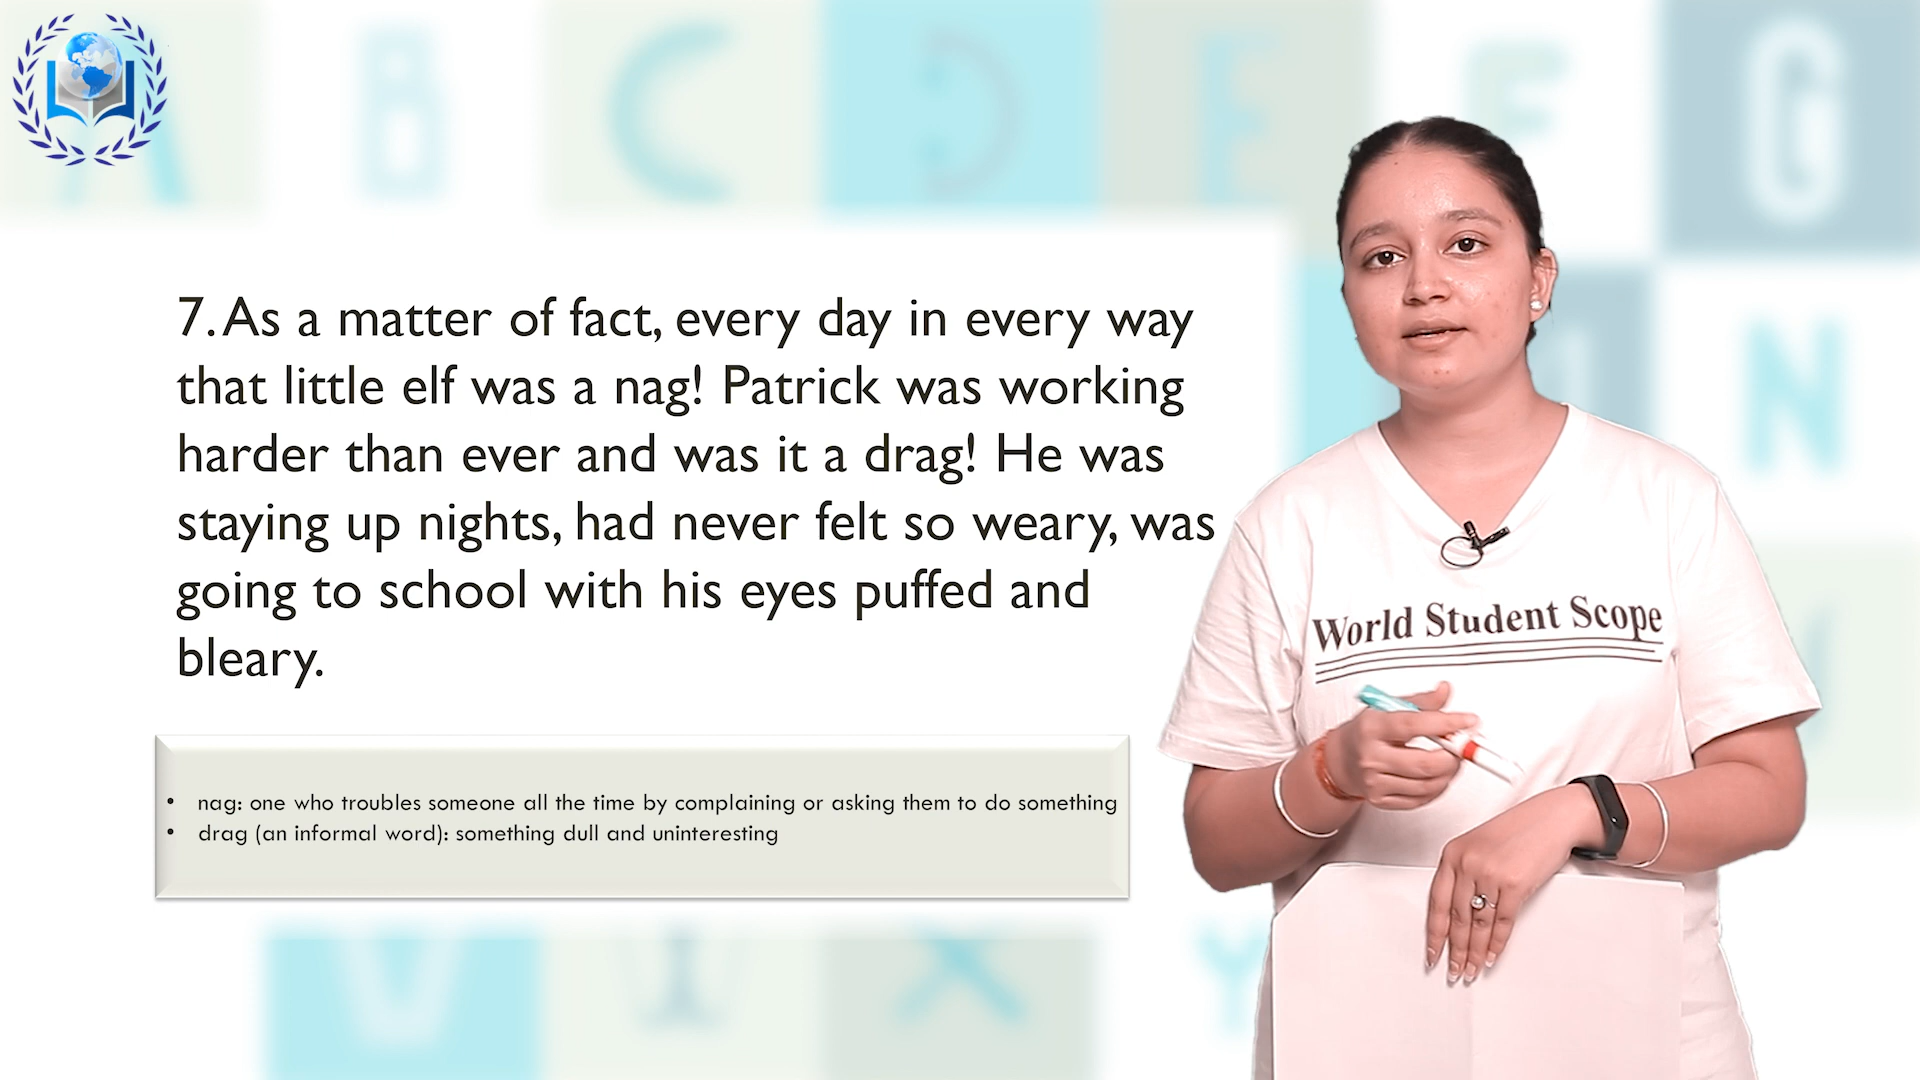 A B C D E F G
7. As a matter of fact, every day in every way
that little elf was a nag! Patrick was working
harder than ever and was it a drag! He was
staying up nights, had never felt so weary, was
going to school with his eyes puffed and
bleary.
N
World Student Scope
• nag: one who troubles someone all the time by complaining or asking them to do something
• drag (an informal word): something dull and uninteresting
V X Y